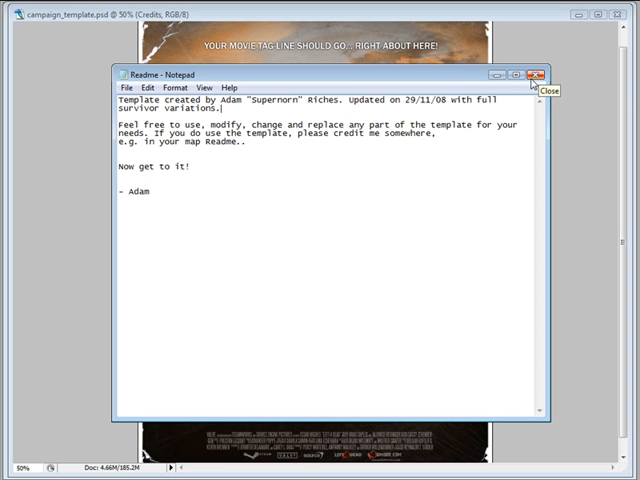 campaign_template.psd @ 50% (Credits, RGB/8)
YOUR MOVIE TAG-LINE SHOULD GO... RIGHT ABOUT HERE!
Readme - Notepad
File Edit Format View Help
Close
Template created by Adam "Supernorn" Riches. Updated on 29/11/08 with full
survivor variations.
Feel free to use, modify, change and replace any part of the template for your
needs. If you do use the template, please credit me somewhere,
e.g. in your map Readme..
Now get to it!
- Adam
VALVE
50% Doc: 4.66M/185.2M